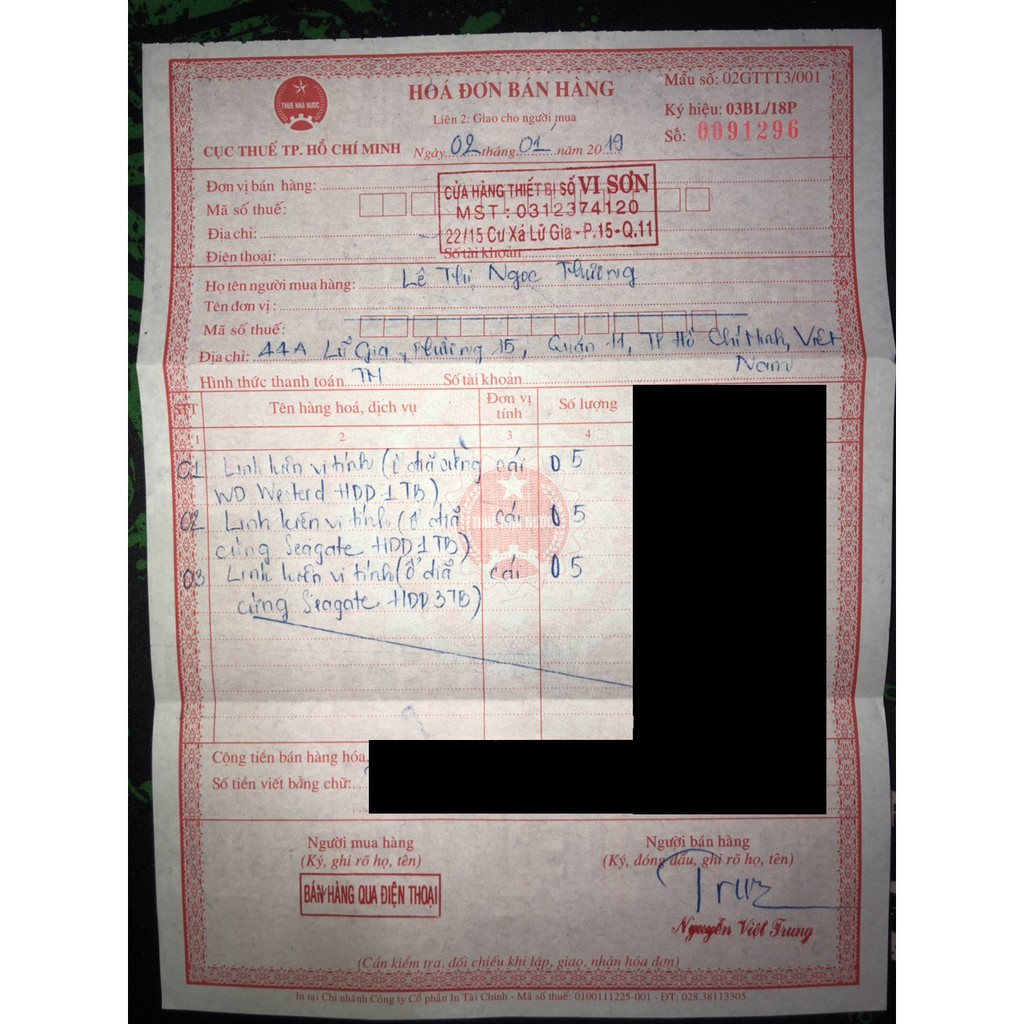 HOÁ ĐƠN BÁN HÀNG
Mẫu số: 02GTTT3/001
THUẾ NHÀ NƯỚC
Liên 2: Giao cho người mua
Ký hiệu: 03BL/18P
CỤC THUẾ TP. HỒ CHÍ MINH
Ngày 02 tháng 01 năm 2019
Số: 0091296
Đơn vị bán hàng:
CỬA HÀNG THIẾT BỊ SỐ VI SƠN
Mã số thuế:
MST : 0312374120
Địa chỉ:
22/15 Cư Xá Lữ Gia - P.15 - Q.11
Điện thoại: Số tài khoản
Họ tên người mua hàng: Lê Thị Ngọc Thương
Tên đơn vị :
Mã số thuế:
Địa chỉ: 44A Lữ Gia, Phường 15, Quán 11, TP Hồ Chí Minh, Việt
Nam
Hình thức thanh toán TM Số tài khoản
STT Tên hàng hoá, dịch vụ Đơn vị tính Số lượng
1 2 3 4
01 Linh kiện vi tính (ổ đĩa cứng cái 05
WD HDD 1TB)
02 Linh kiện vi tính (ổ đĩa cái 05
cứng Seagate HDD 1TB)
03 Linh kiện vi tính (ổ đĩa cái 05
cứng Seagate HDD 3TB)
THUẾ NHÀ NƯỚC
Cộng tiền bán hàng hóa,
Số tiền viết bằng chữ:
Người mua hàng Người bán hàng
(Ký, ghi rõ họ, tên) (Ký, đóng dấu, ghi rõ họ, tên)
BÁN HÀNG QUA ĐIỆN THOẠI
Nguyễn Việt Trung
(Cần kiểm tra, đối chiếu khi lập, giao, nhận hóa đơn)
In tại Chi nhánh Công ty Cổ phần In Tài Chính - Mã số thuế: 0100111225-001 - ĐT: 028.38113305